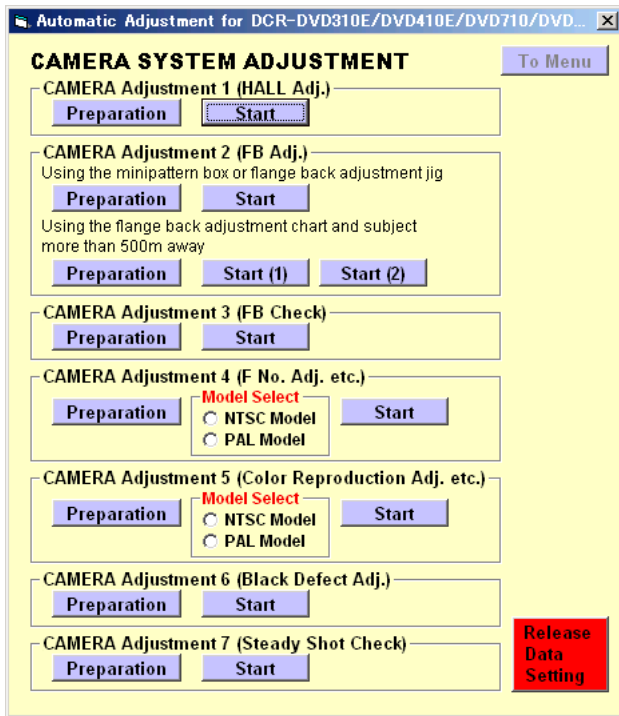 Automatic Adjustment for DCR-DVD310E/DVD410E/DVD710/DVD...
CAMERA SYSTEM ADJUSTMENT
To Menu
CAMERA Adjustment 1 (HALL Adj.)
Preparation Start
CAMERA Adjustment 2 (FB Adj.)
Using the minipattern box or flange back adjustment jig
Preparation Start
Using the flange back adjustment chart and subject
more than 500m away
Preparation Start (1) Start (2)
CAMERA Adjustment 3 (FB Check)
Preparation Start
CAMERA Adjustment 4 (F No. Adj. etc.)
Model Select
Preparation NTSC Model Start
PAL Model
CAMERA Adjustment 5 (Color Reproduction Adj. etc.)
Model Select
Preparation NTSC Model Start
PAL Model
CAMERA Adjustment 6 (Black Defect Adj.)
Preparation Start
CAMERA Adjustment 7 (Steady Shot Check)
Preparation Start
Release
Data
Setting